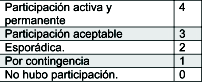 Participación activa y 4
permanente
Participación aceptable 3
Esporádica. 2
Por contingencia 1
No hubo participación. 0